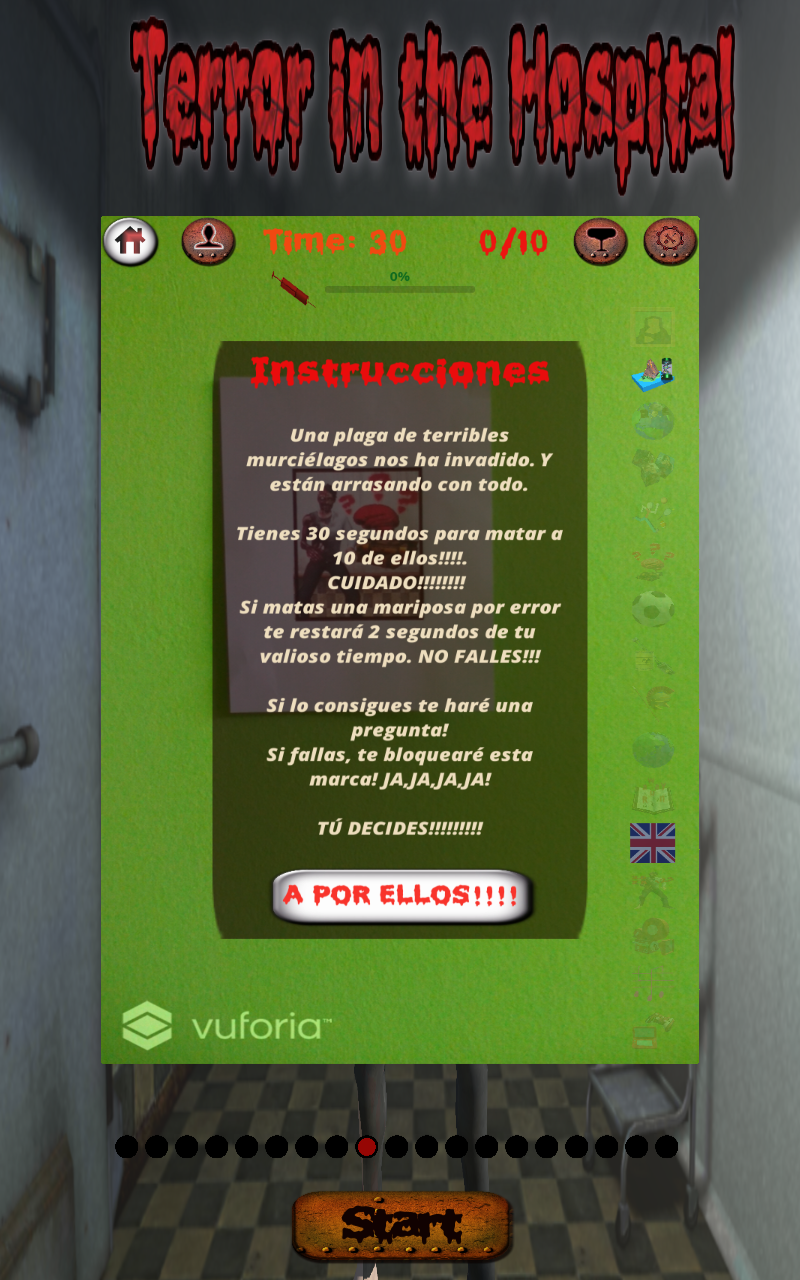 Terror in the Hospital
Time: 30 0/10
0%
Instrucciones
Una plaga de terribles
murciélagos nos ha invadido. Y
están arrasando con todo.
Tienes 30 segundos para matar a
10 de ellos!!!!.
CUIDADO!!!!!!!!
Si matas una mariposa por error
te restará 2 segundos de tu
valioso tiempo. NO FALLES!!!
Si lo consigues te haré una
pregunta!
Si fallas, te bloquearé esta
marca! JA,JA,JA,JA!
TÚ DECIDES!!!!!!!!!
A POR ELLOS!!!!
vuforia™
Start